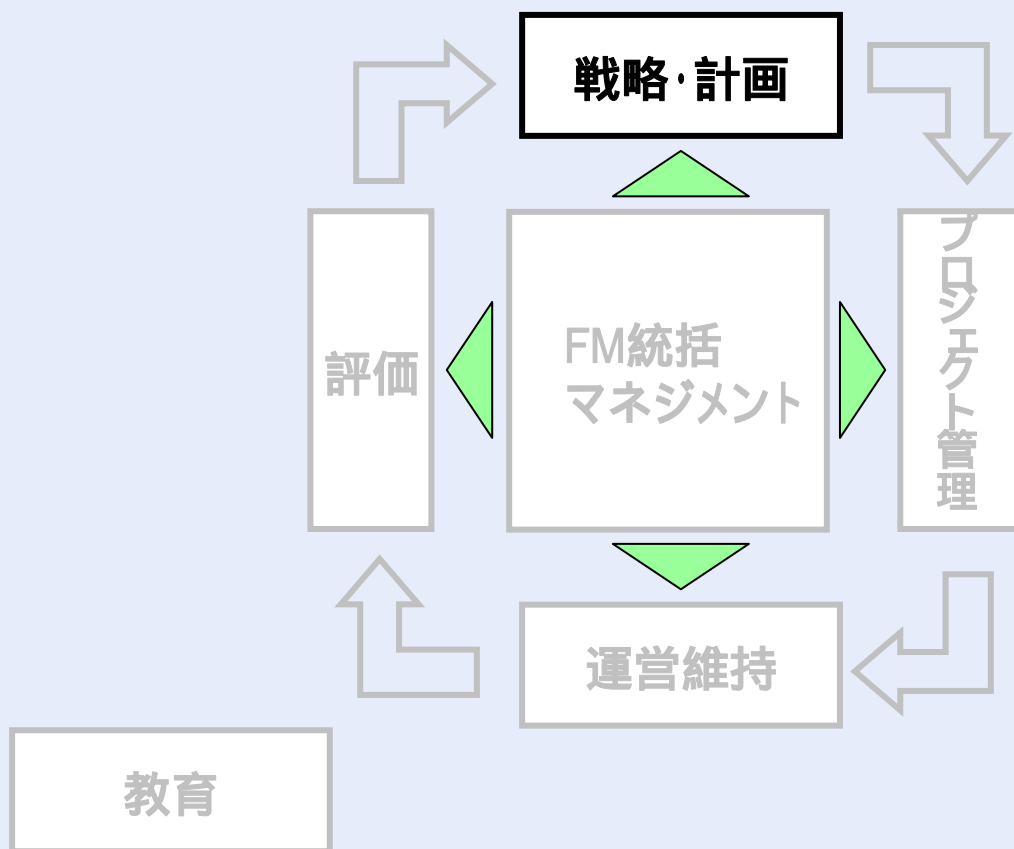 戦略・計画
プロジェクト管理
FM統括
マネジメント
評価
運営維持
教育